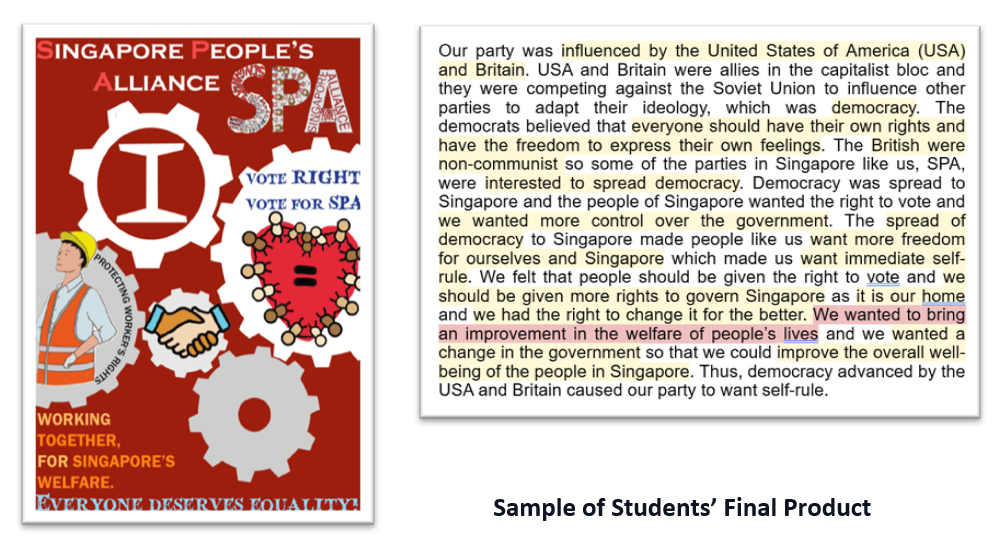 SINGAPORE PEOPLE'S
ALLIANCE
SPA
SINGAPORE
ALLIANCE
I
VOTE RIGHT
VOTE FOR SPA
=
PROTECTING WORKER'S RIGHTS
WORKING
TOGETHER,
FOR SINGAPORE'S
WELFARE.
EVERYONE DESERVES EQUALITY!
Our party was influenced by the United States of America (USA)
and Britain. USA and Britain were allies in the capitalist bloc and
they were competing against the Soviet Union to influence other
parties to adapt their ideology, which was democracy. The
democrats believed that everyone should have their own rights and
have the freedom to express their own feelings. The British were
non-communist so some of the parties in Singapore like us, SPA,
were interested to spread democracy. Democracy was spread to
Singapore and the people of Singapore wanted the right to vote and
we wanted more control over the government. The spread of
democracy to Singapore made people like us want more freedom
for ourselves and Singapore which made us want immediate self-
rule. We felt that people should be given the right to vote and we
should be given more rights to govern Singapore as it is our home
and we had the right to change it for the better. We wanted to bring
an improvement in the welfare of people's lives and we wanted a
change in the government so that we could improve the overall well-
being of the people in Singapore. Thus, democracy advanced by the
USA and Britain caused our party to want self-rule.
Sample of Students' Final Product